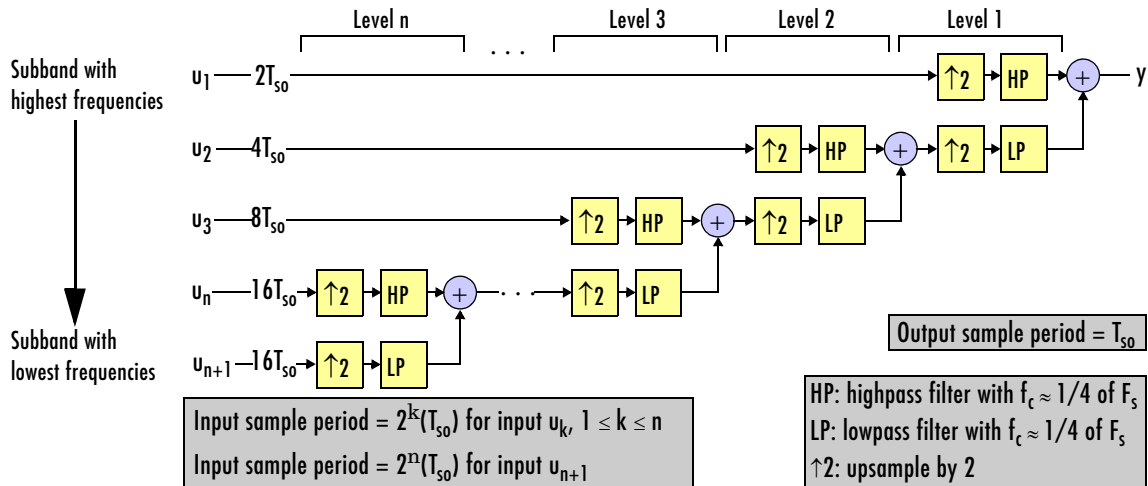 Level n
. . .
Level 3
Level 2
Level 1
Subband with
highest frequencies
u₁ 2Tₛₒ ↑2 HP + y
u₂ 4Tₛₒ ↑2 HP + ↑2 LP
u₃ 8Tₛₒ ↑2 HP + ↑2 LP
uₙ 16Tₛₒ ↑2 HP + . . . ↑2 LP
Subband with
lowest frequencies
uₙ₊₁ 16Tₛₒ ↑2 LP
Output sample period = Tₛₒ
Input sample period = 2ᵏ(Tₛₒ) for input uₖ, 1 ≤ k ≤ n
Input sample period = 2ⁿ(Tₛₒ) for input uₙ₊₁
HP: highpass filter with f_c ≈ 1/4 of Fₛ
LP: lowpass filter with f_c ≈ 1/4 of Fₛ
↑2: upsample by 2